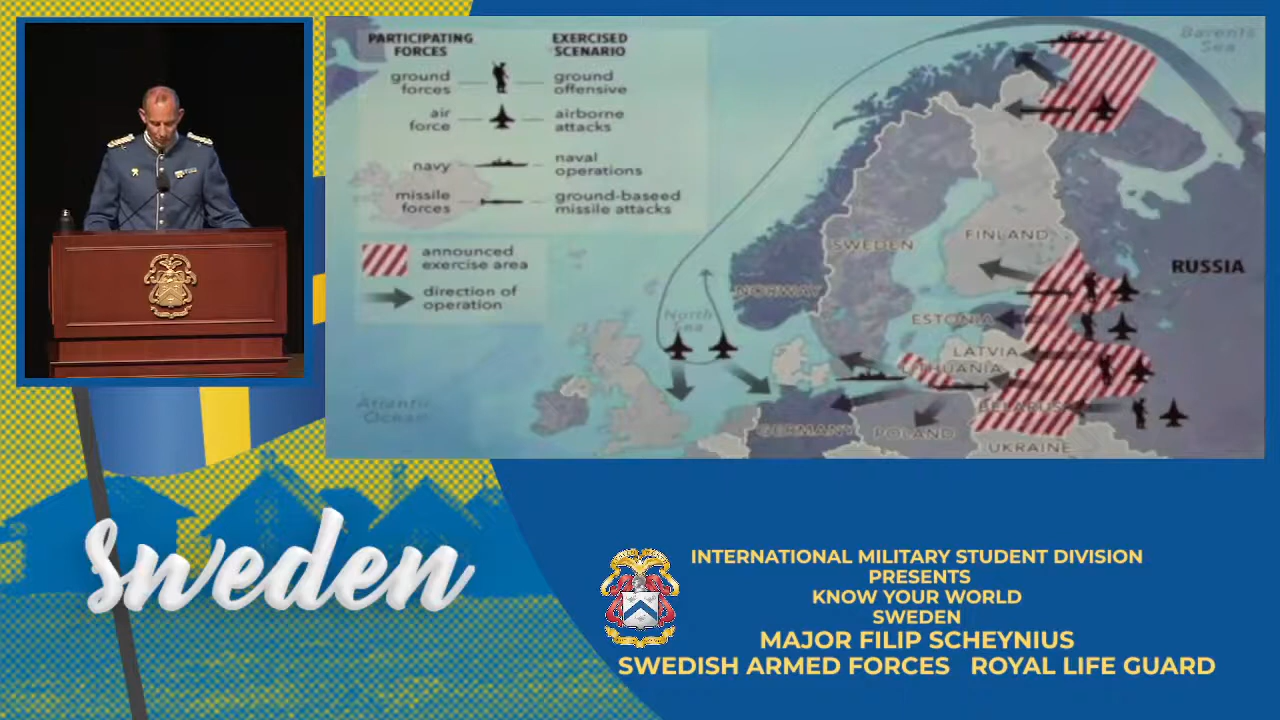 PARTICIPATING
FORCES
EXERCISED
SCENARIO
ground
forces
ground
offensive
air
force
airborne
attacks
navy
naval
operations
missile
forces
ground-baseed
missile attacks
announced
exercise area
direction of
operation
Barents
Sea
RUSSIA
FINLAND
SWEDEN
NORWAY
North
Sea
ESTONIA
LATVIA
LITHUANIA
BELARUS
Atlantic
Ocean
GERMANY
POLAND
UKRAINE
Sweden
INTERNATIONAL MILITARY STUDENT DIVISION
PRESENTS
KNOW YOUR WORLD
SWEDEN
MAJOR FILIP SCHEYNIUS
SWEDISH ARMED FORCES ROYAL LIFE GUARD